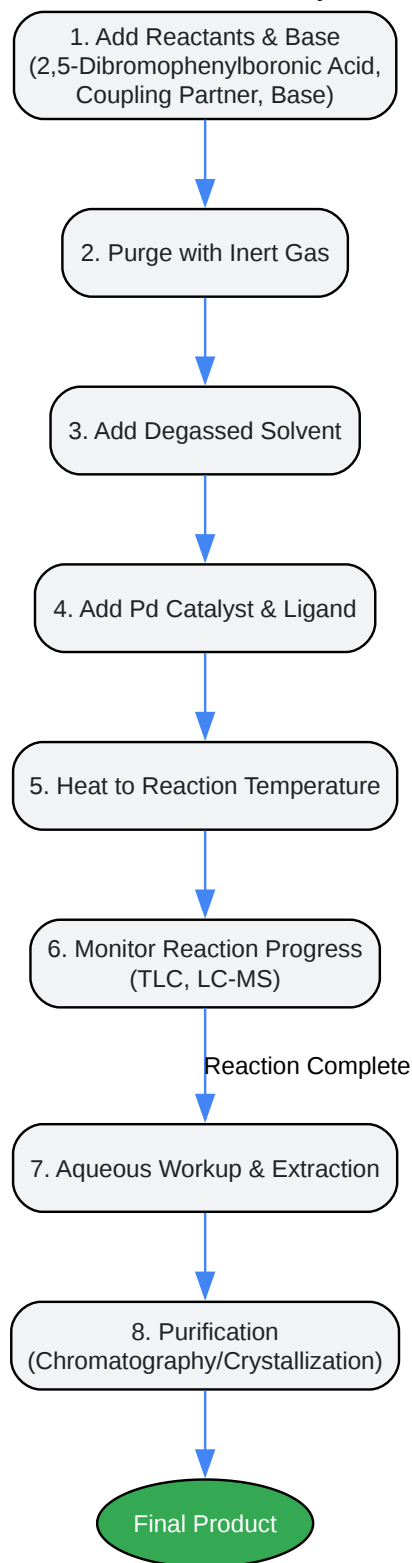 1. Add Reactants & Base
(2,5-Dibromophenylboronic Acid,
Coupling Partner, Base)
2. Purge with Inert Gas
3. Add Degassed Solvent
4. Add Pd Catalyst & Ligand
5. Heat to Reaction Temperature
6. Monitor Reaction Progress
(TLC, LC-MS)
Reaction Complete
7. Aqueous Workup & Extraction
8. Purification
(Chromatography/Crystallization)
Final Product